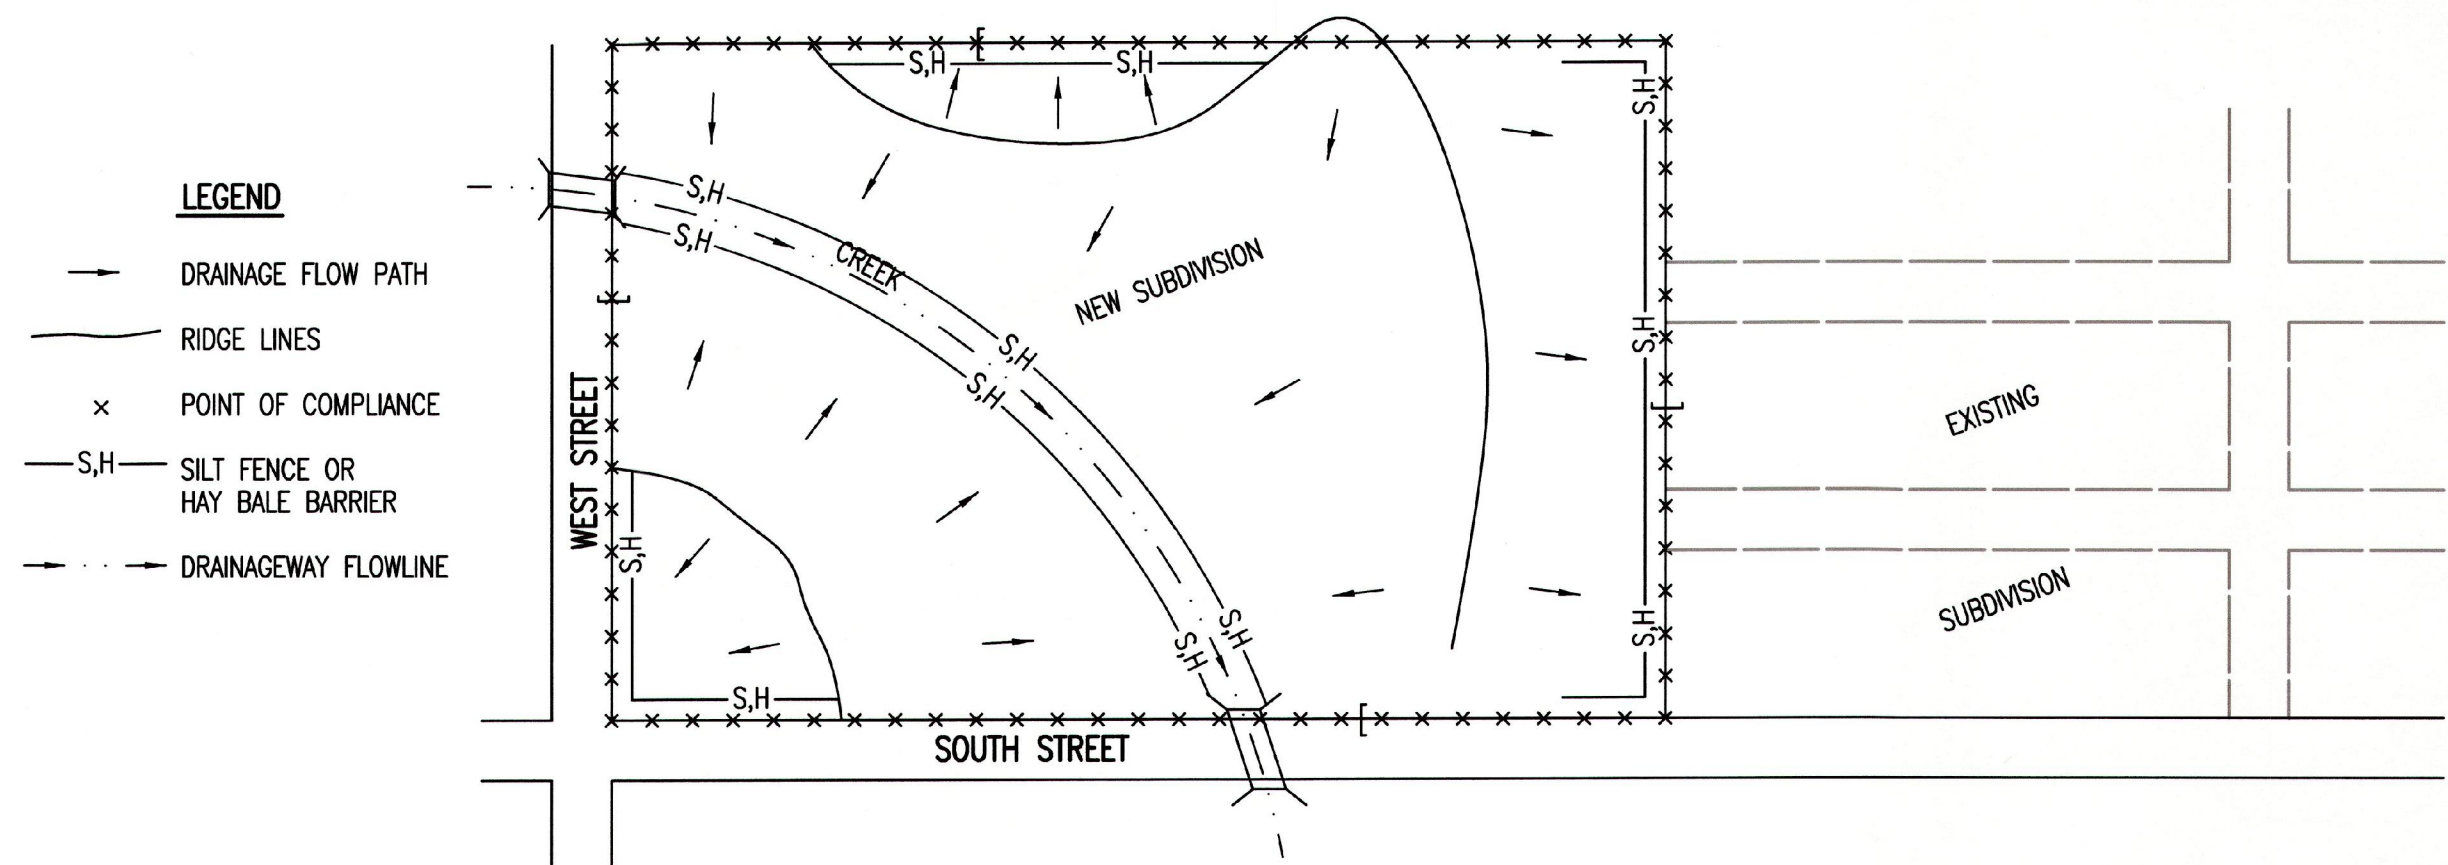 LEGEND
DRAINAGE FLOW PATH
RIDGE LINES
× POINT OF COMPLIANCE
S,H SILT FENCE OR
HAY BALE BARRIER
DRAINAGEWAY FLOWLINE
S,H
S,H
S,H
S,H
S,H
CREEK
NEW SUBDIVISION
S,H
S,H
S,H
WEST STREET
EXISTING
S,H
S,H
S,H
S,H
SUBDIVISION
S,H
SOUTH STREET